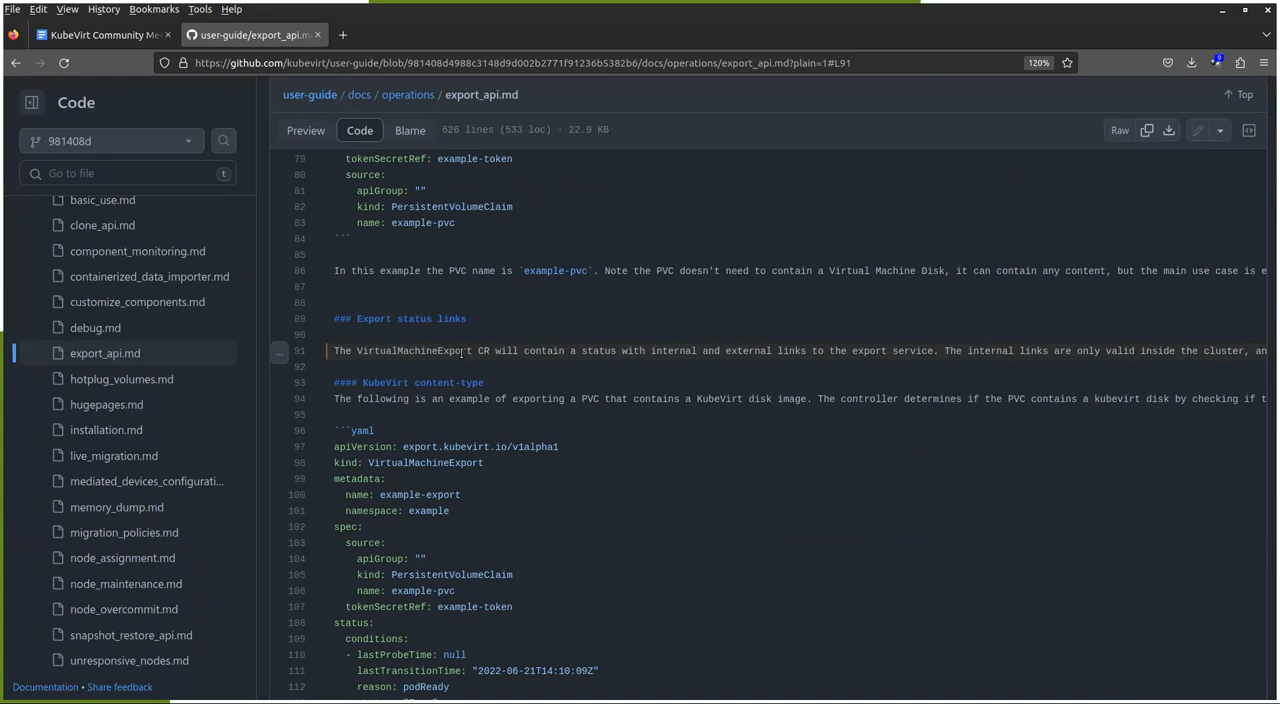 File Edit View History Bookmarks Tools Help
KubeVirt Community Me
user-guide/export_api.m
https://github.com/kubevirt/user-guide/blob/981408d4988c3148d9d002b2771f91236b5382b6/docs/operations/export_api.md?plain=1#L91
120%
9
Code
user-guide / docs / operations / export_api.md
Top
981408d
Preview Code Blame 626 lines (533 loc) · 22.9 KB
Raw
Go to file
t
basic_use.md
clone_api.md
component_monitoring.md
containerized_data_importer.md
customize_components.md
debug.md
export_api.md
hotplug_volumes.md
hugepages.md
installation.md
live_migration.md
mediated_devices_configurati...
memory_dump.md
migration_policies.md
node_assignment.md
node_maintenance.md
node_overcommit.md
snapshot_restore_api.md
unresponsive_nodes.md
Documentation • Share feedback
79 tokenSecretRef: example-token
80 source:
81 apiGroup: ""
82 kind: PersistentVolumeClaim
83 name: example-pvc
84 ```
85
86 In this example the PVC name is `example-pvc`. Note the PVC doesn't need to contain a Virtual Machine Disk, it can contain any content, but the main use case is e
87
88
89 ### Export status links
90
91 The VirtualMachineExport CR will contain a status with internal and external links to the export service. The internal links are only valid inside the cluster, an
92
93 #### KubeVirt content-type
94 The following is an example of exporting a PVC that contains a KubeVirt disk image. The controller determines if the PVC contains a kubevirt disk by checking if t
95
96 ```yaml
97 apiVersion: export.kubevirt.io/v1alpha1
98 kind: VirtualMachineExport
99 metadata:
100 name: example-export
101 namespace: example
102 spec:
103 source:
104 apiGroup: ""
105 kind: PersistentVolumeClaim
106 name: example-pvc
107 tokenSecretRef: example-token
108 status:
109 conditions:
110 - lastProbeTime: null
111 lastTransitionTime: "2022-06-21T14:10:09Z"
112 reason: podReady